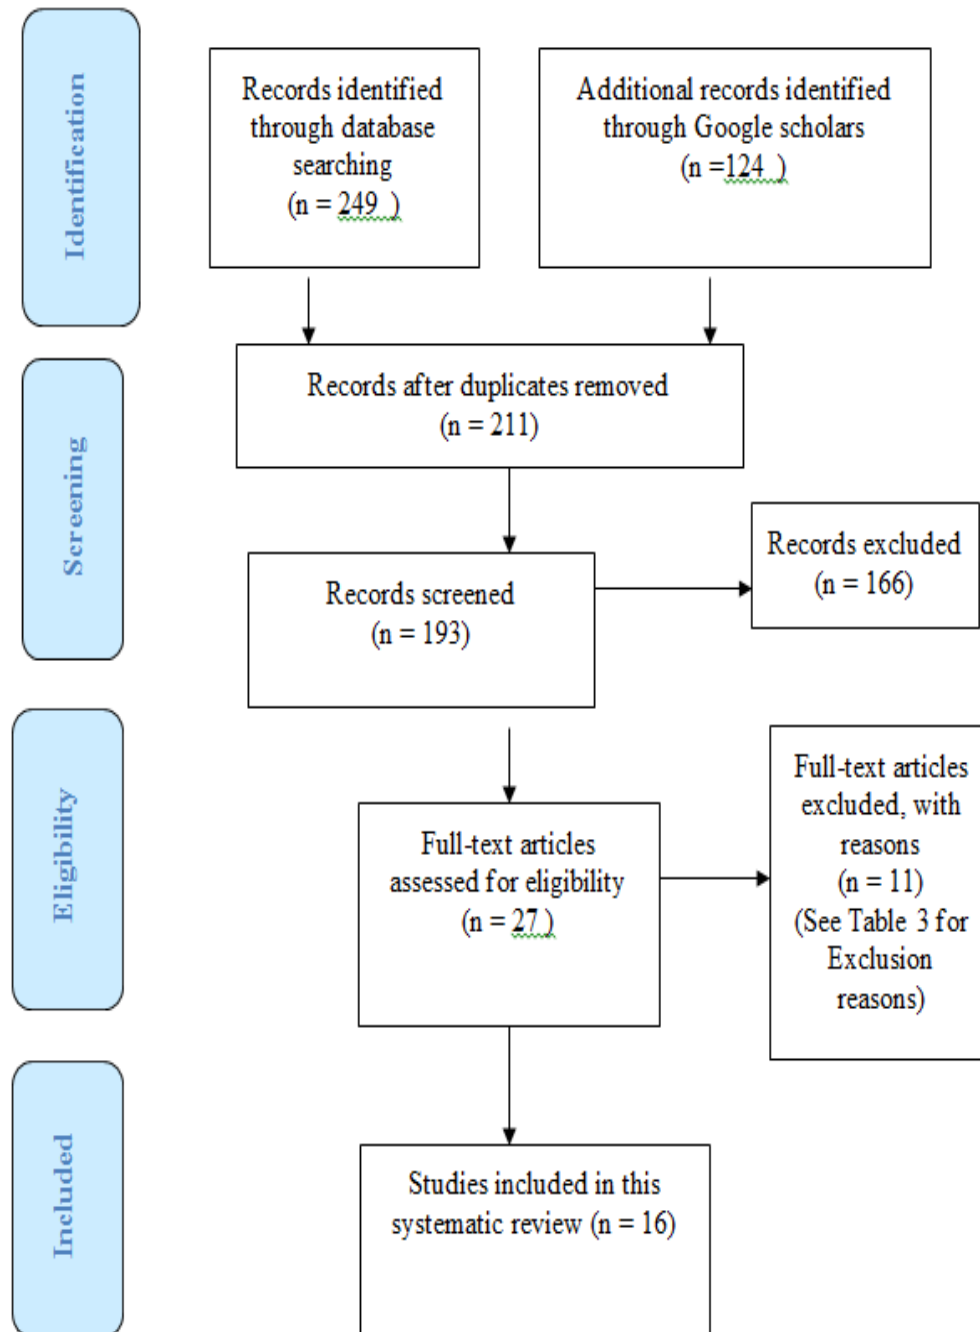 Identification
Records identified
through database
searching
(n = 249 )
Additional records identified
through Google scholars
(n =124 )
Screening
Records after duplicates removed
(n = 211)
Records screened
(n = 193)
Records excluded
(n = 166)
Eligibility
Full-text articles
assessed for eligibility
(n = 27 )
Full-text articles
excluded, with
reasons
(n = 11)
(See Table 3 for
Exclusion
reasons)
Included
Studies included in this
systematic review (n = 16)